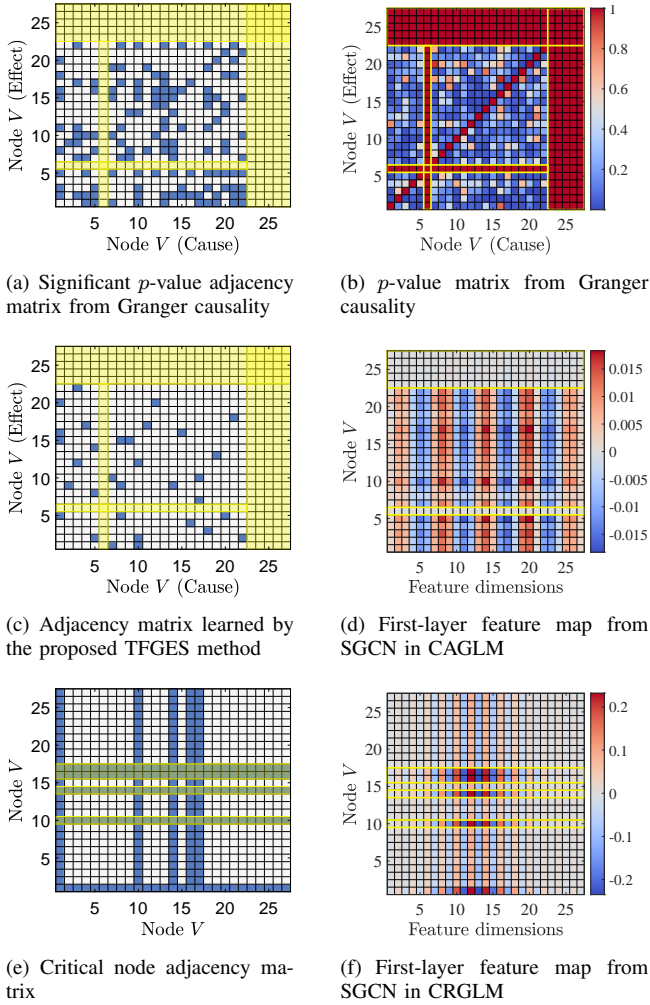 25
20
15
10
5
5 10 15 20 25
Node V (Effect)
Node V (Cause)
25
20
15
10
5
5 10 15 20 25
Node V (Effect)
Node V (Cause)
1
0.8
0.6
0.4
0.2
(a) Significant p-value adjacency
matrix from Granger causality
(b) p-value matrix from Granger
causality
25
20
15
10
5
5 10 15 20 25
Node V (Effect)
Node V (Cause)
25
20
15
10
5
5 10 15 20 25
Node V
Feature dimensions
0.015
0.01
0.005
0
-0.005
-0.01
-0.015
(c) Adjacency matrix learned by
the proposed TFGES method
(d) First-layer feature map from
SGCN in CAGLM
25
20
15
10
5
5 10 15 20 25
Node V
Node V
25
20
15
10
5
5 10 15 20 25
Node V
Feature dimensions
0.2
0.1
0
-0.1
-0.2
(e) Critical node adjacency ma-
trix
(f) First-layer feature map from
SGCN in CRGLM